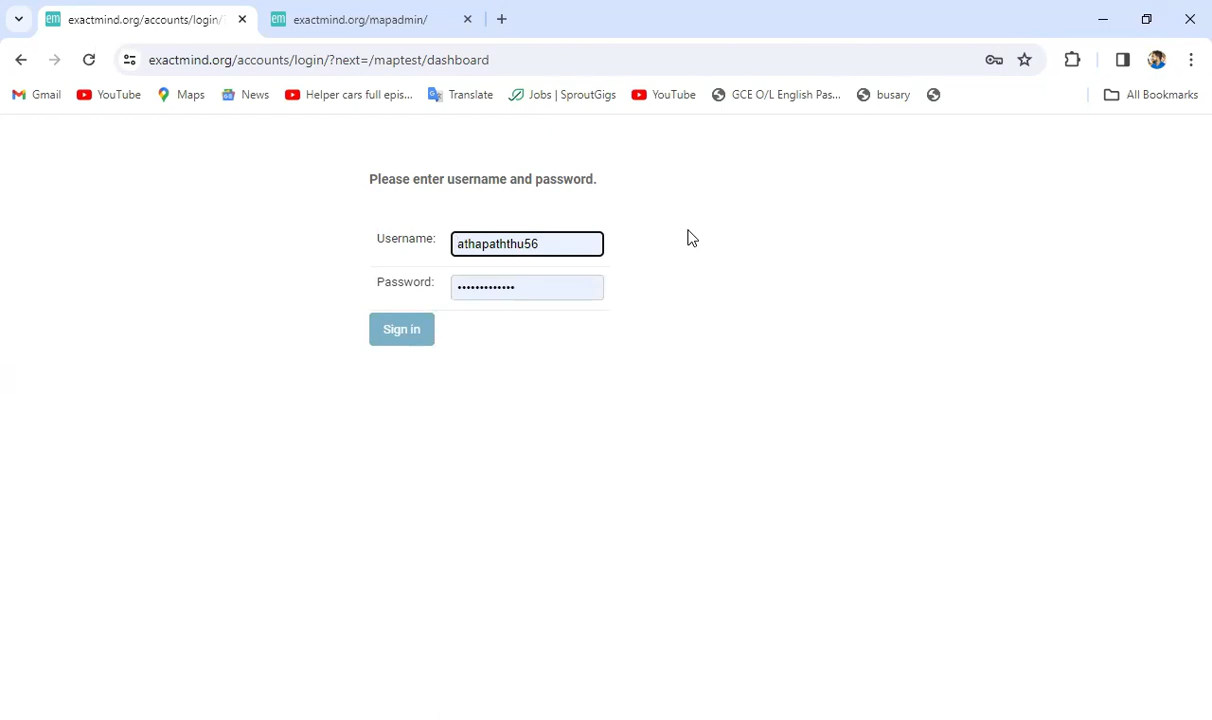 em exactmind.org/accounts/login/?
em exactmind.org/mapadmin/
exactmind.org/accounts/login/?next=/maptest/dashboard
Gmail YouTube Maps News Helper cars full epis... Translate Jobs | SproutGigs YouTube GCE O/L English Pas... busary All Bookmarks
Please enter username and password.
Username: athapaththu56
Password: •••••••••••••
Sign in